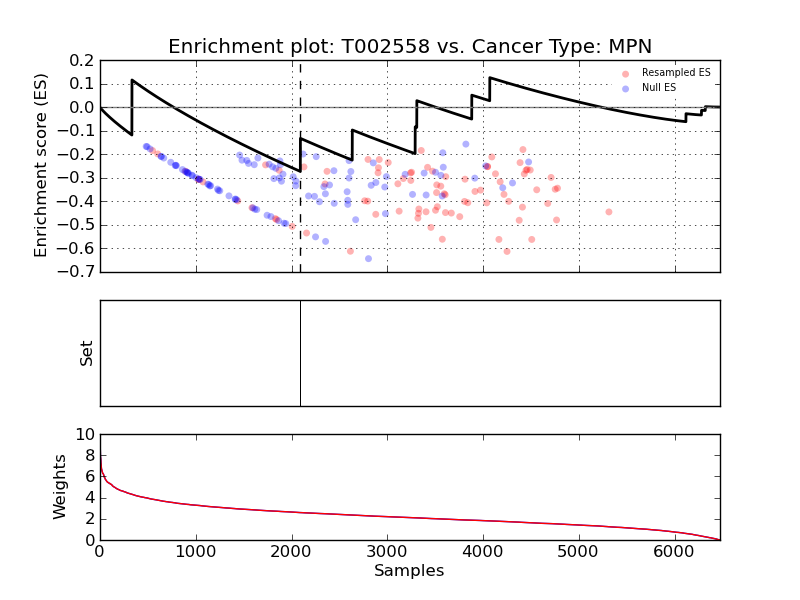 Enrichment plot: T002558 vs. Cancer Type: MPN
Enrichment score (ES)
0.2
0.1
0.0
−0.1
−0.2
−0.3
−0.4
−0.5
−0.6
−0.7
Resampled ES
Null ES
Set
Weights
10
8
6
4
2
0
0 1000 2000 3000 4000 5000 6000
Samples